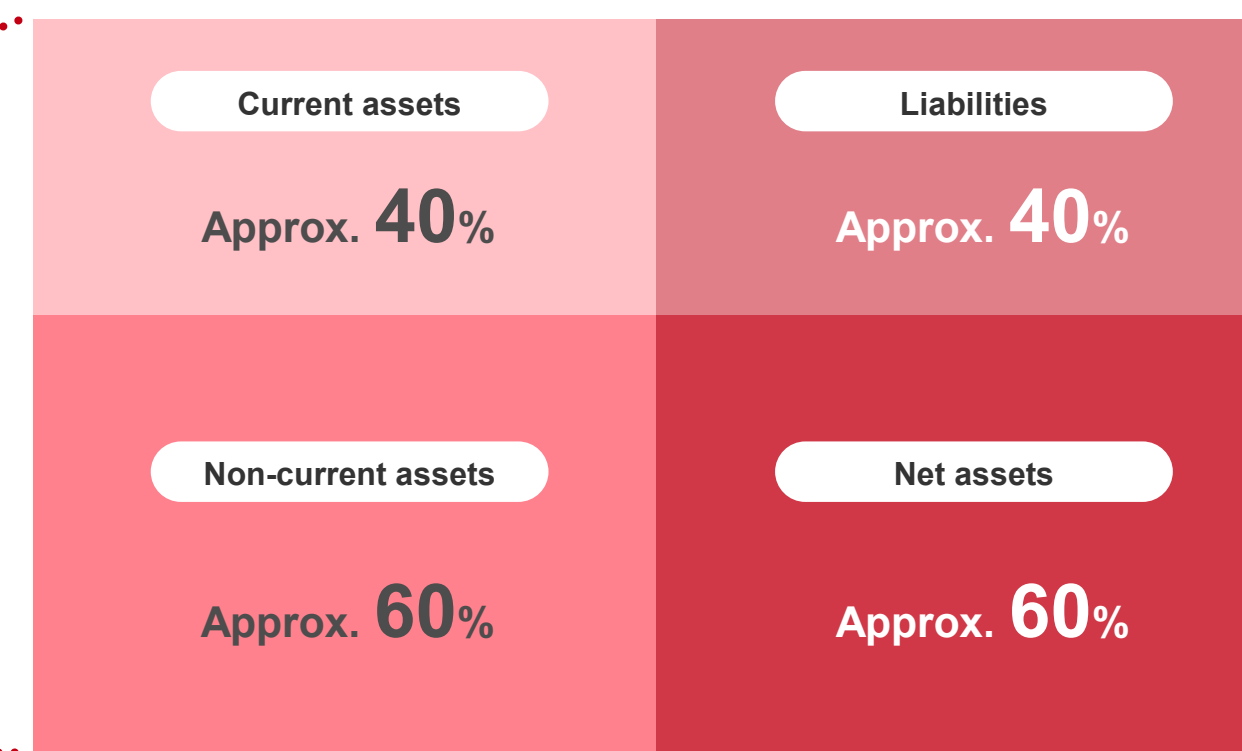 Current assets
Approx. 40%
Liabilities
Approx. 40%
Non-current assets
Approx. 60%
Net assets
Approx. 60%